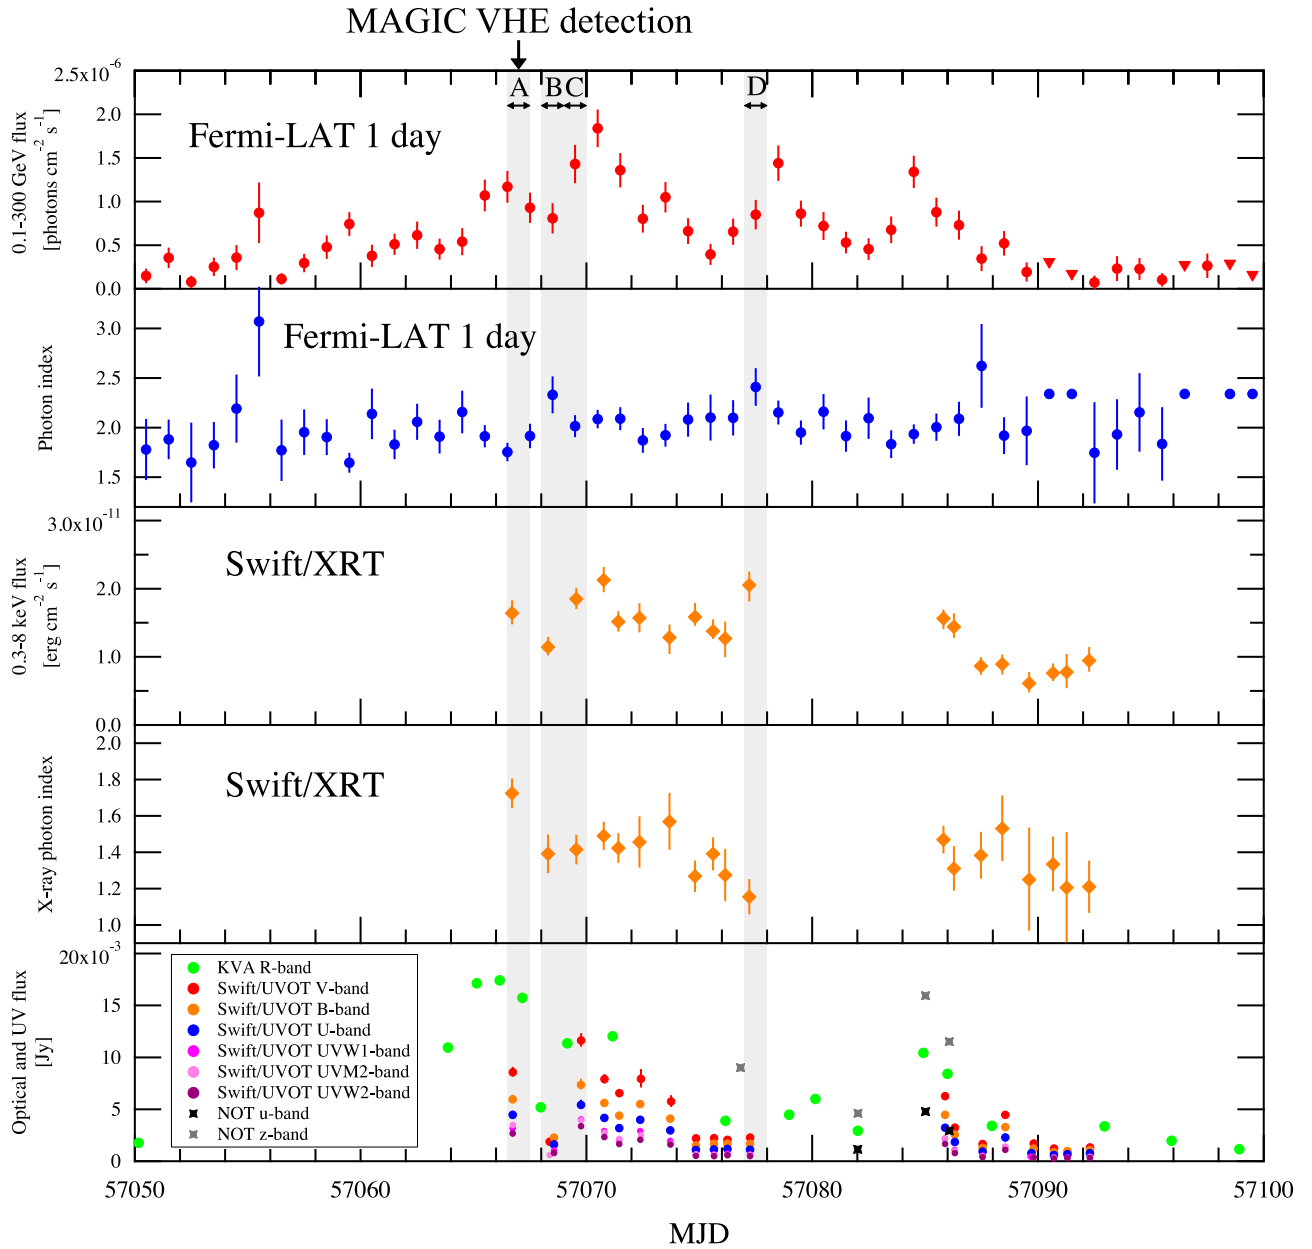 MAGIC VHE detection
2.5x10-6
A B C D
Fermi-LAT 1 day
2.0
1.5
1.0
0.5
0.0
0.1-300 GeV flux
[photons cm-2 s-1]
Fermi-LAT 1 day
3.0
2.5
2.0
1.5
Photon index
3.0x10-11
Swift/XRT
2.0
1.0
0.0
0.3-8 keV flux
[erg cm-2 s-1]
2.0
Swift/XRT
1.8
1.6
1.4
1.2
1.0
X-ray photon index
20x10-3
15
10
5
0
Optical and UV flux
[Jy]
KVA R-band
Swift/UVOT V-band
Swift/UVOT B-band
Swift/UVOT U-band
Swift/UVOT UVW1-band
Swift/UVOT UVM2-band
Swift/UVOT UVW2-band
NOT u-band
NOT z-band
57050 57060 57070 57080 57090 57100
MJD